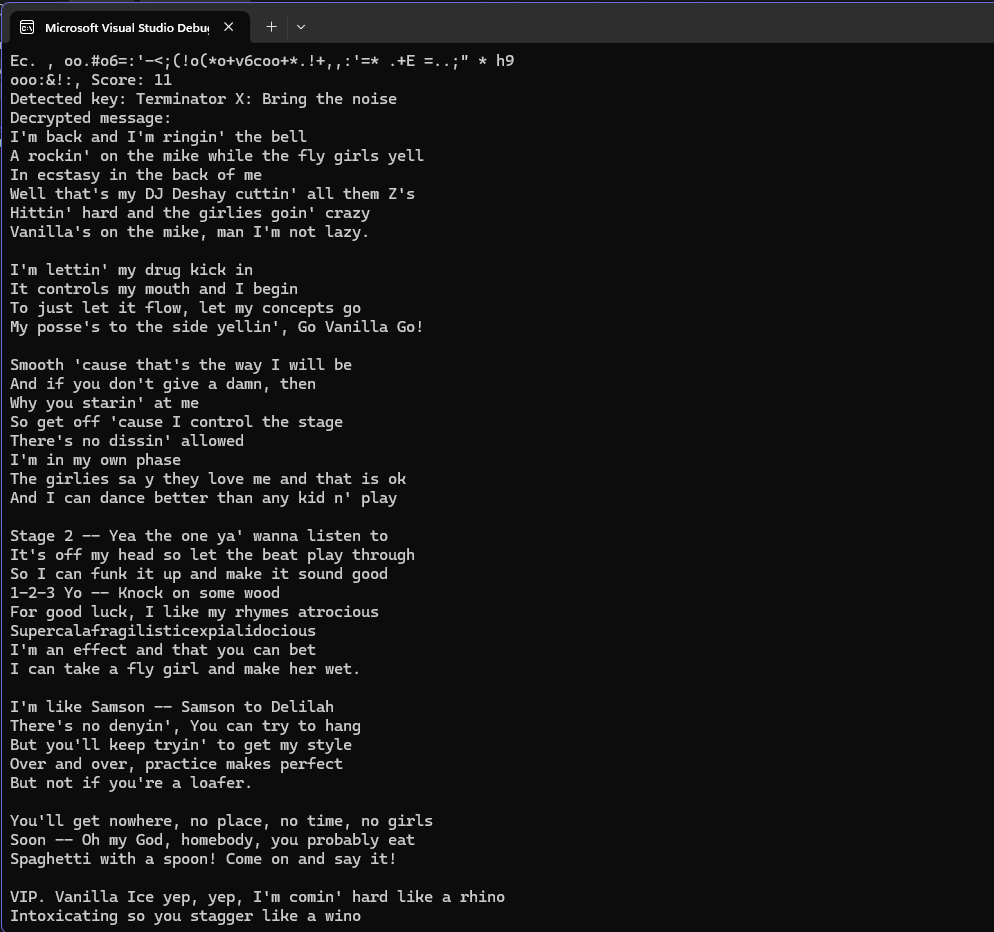 Microsoft Visual Studio Debug
Ec. , oo.#o6=:'-<;(!o(*o+v6coo+*.!+,,:'=* .+E =..;" * h9
ooo:&!:, Score: 11
Detected key: Terminator X: Bring the noise
Decrypted message:
I'm back and I'm ringin' the bell
A rockin' on the mike while the fly girls yell
In ecstasy in the back of me
Well that's my DJ Deshay cuttin' all them Z's
Hittin' hard and the girlies goin' crazy
Vanilla's on the mike, man I'm not lazy.

I'm lettin' my drug kick in
It controls my mouth and I begin
To just let it flow, let my concepts go
My posse's to the side yellin', Go Vanilla Go!

Smooth 'cause that's the way I will be
And if you don't give a damn, then
Why you starin' at me
So get off 'cause I control the stage
There's no dissin' allowed
I'm in my own phase
The girlies sa y they love me and that is ok
And I can dance better than any kid n' play

Stage 2 -- Yea the one ya' wanna listen to
It's off my head so let the beat play through
So I can funk it up and make it sound good
1-2-3 Yo -- Knock on some wood
For good luck, I like my rhymes atrocious
Supercalafragilisticexpialidocious
I'm an effect and that you can bet
I can take a fly girl and make her wet.

I'm like Samson -- Samson to Delilah
There's no denyin', You can try to hang
But you'll keep tryin' to get my style
Over and over, practice makes perfect
But not if you're a loafer.

You'll get nowhere, no place, no time, no girls
Soon -- Oh my God, homebody, you probably eat
Spaghetti with a spoon! Come on and say it!

VIP. Vanilla Ice yep, yep, I'm comin' hard like a rhino
Intoxicating so you stagger like a wino